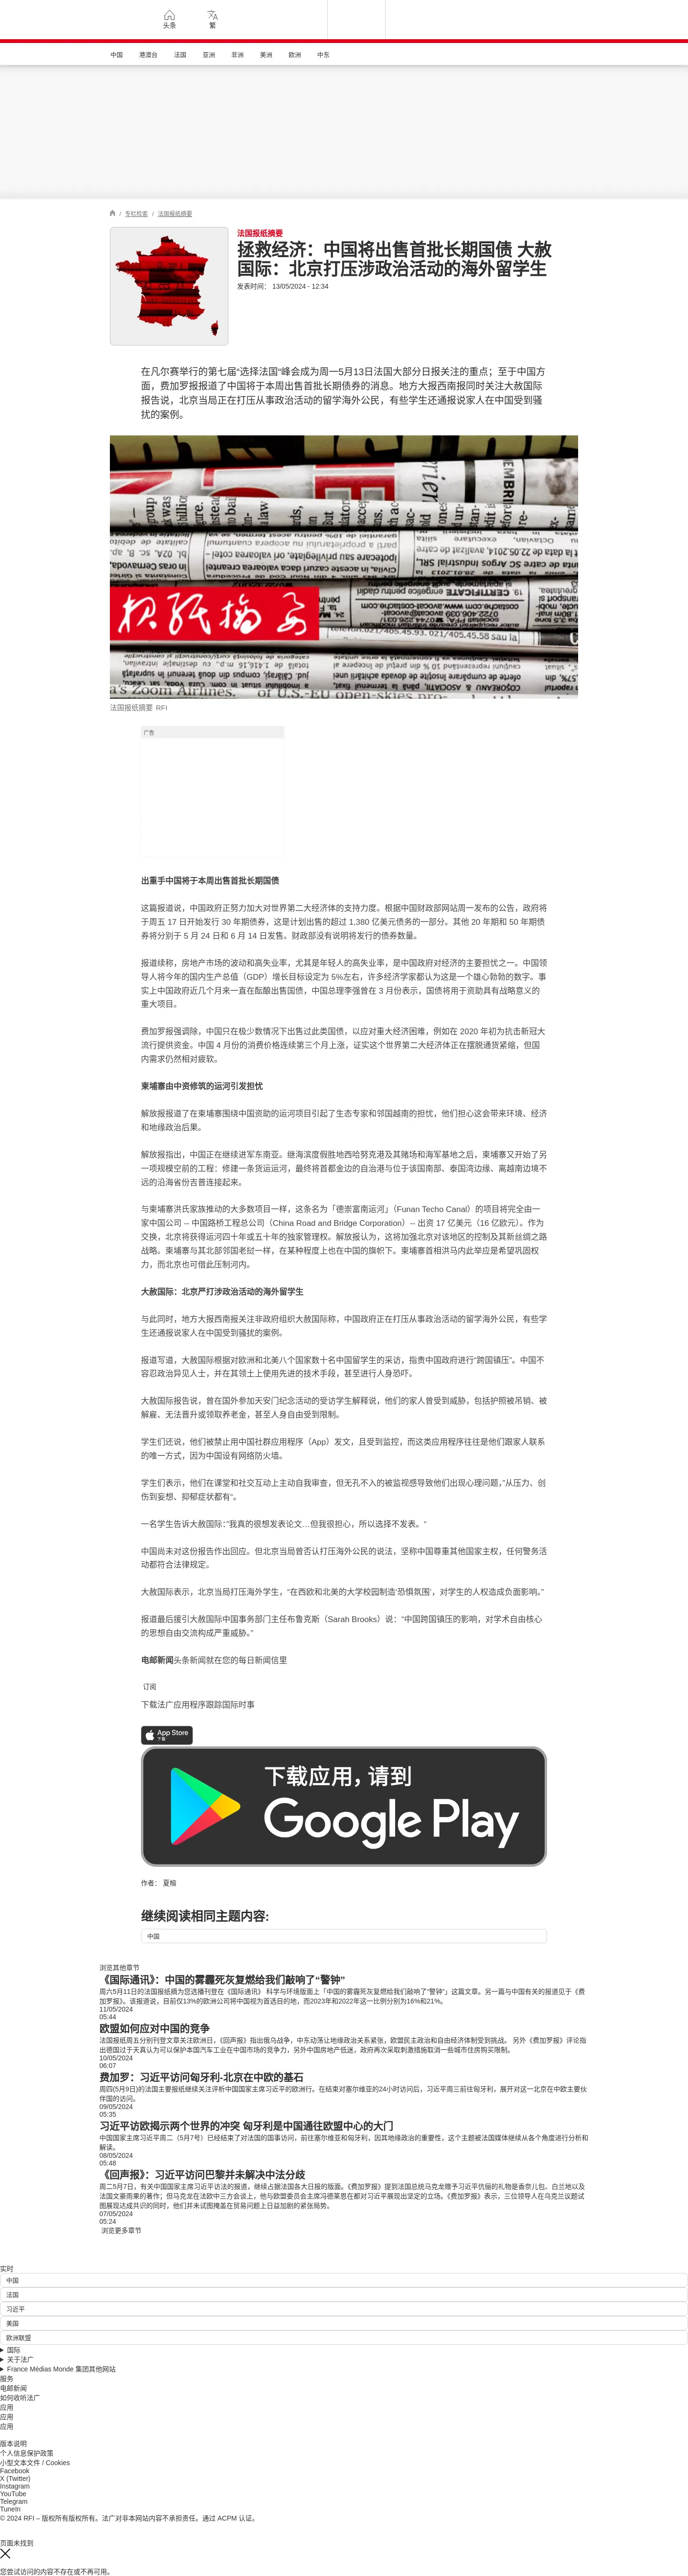 头条
繁
中国 港澳台 法国 亚洲 非洲 美洲 欧洲 中东
/ 专栏检索 / 法国报纸摘要
法国报纸摘要
拯救经济：中国将出售首批长期国债 大赦
国际：北京打压涉政治活动的海外留学生
发表时间： 13/05/2024 - 12:34
在凡尔赛举行的第七届“选择法国”峰会成为周一5月13日法国大部分日报关注的重点；至于中国方
面，费加罗报报道了中国将于本周出售首批长期债券的消息。地方大报西南报同时关注大赦国际
报告说，北京当局正在打压从事政治活动的留学海外公民，有些学生还通报说家人在中国受到骚
扰的案例。
报纸摘要
法国报纸摘要 RFI
广告
出重手中国将于本周出售首批长期国债
这篇报道说，中国政府正努力加大对世界第二大经济体的支持力度。根据中国财政部网站周一发布的公告，政府将
于周五 17 日开始发行 30 年期债券，这是计划出售的超过 1,380 亿美元债务的一部分。其他 20 年期和 50 年期债
券将分别于 5 月 24 日和 6 月 14 日发售。财政部没有说明将发行的债券数量。
报道续称，房地产市场的波动和高失业率，尤其是年轻人的高失业率，是中国政府对经济的主要担忧之一。中国领
导人将今年的国内生产总值（GDP）增长目标设定为 5%左右，许多经济学家都认为这是一个雄心勃勃的数字。事
实上中国政府近几个月来一直在酝酿出售国债，中国总理李强曾在 3 月份表示，国债将用于资助具有战略意义的
重大项目。
费加罗报强调除，中国只在极少数情况下出售过此类国债，以应对重大经济困难，例如在 2020 年初为抗击新冠大
流行提供资金。中国 4 月份的消费价格连续第三个月上涨，证实这个世界第二大经济体正在摆脱通货紧缩，但国
内需求仍然相对疲软。
柬埔寨由中资修筑的运河引发担忧
解放报报道了在柬埔寨围绕中国资助的运河项目引起了生态专家和邻国越南的担忧，他们担心这会带来环境、经济
和地缘政治后果。
解放报指出，中国正在继续进军东南亚。继海滨度假胜地西哈努克港及其赌场和海军基地之后，柬埔寨又开始了另
一项规模空前的工程：修建一条货运运河，最终将首都金边的自治港与位于该国南部、泰国湾边缘、离越南边境不
远的沿海省份吉普连接起来。
与柬埔寨洪氏家族推动的大多数项目一样，这条名为「德崇富南运河」（Funan Techo Canal）的项目将完全由一
家中国公司 -- 中国路桥工程总公司（China Road and Bridge Corporation）-- 出资 17 亿美元（16 亿欧元）。作为
交换，北京将获得运河四十年或五十年的独家管理权。解放报认为，这将加强北京对该地区的控制及其新丝绸之路
战略。柬埔寨与其北部邻国老挝一样，在某种程度上也在中国的旗帜下。柬埔寨首相洪马内此举应是希望巩固权
力，而北京也可借此压制河内。
大赦国际：北京严打涉政治活动的海外留学生
与此同时，地方大报西南报关注非政府组织大赦国际称，中国政府正在打压从事政治活动的留学海外公民，有些学
生还通报说家人在中国受到骚扰的案例。
报道写道，大赦国际根据对欧洲和北美八个国家数十名中国留学生的采访，指责中国政府进行“跨国镇压”。中国不
容忍政治异见人士，并在其领土上使用先进的技术手段，甚至进行人身恐吓。
大赦国际报告说，曾在国外参加天安门纪念活动的受访学生解释说，他们的家人曾受到威胁，包括护照被吊销、被
解雇、无法晋升或领取养老金，甚至人身自由受到限制。
学生们还说，他们被禁止用中国社群应用程序（App）发文，且受到监控，而这类应用程序往往是他们跟家人联系
的唯一方式，因为中国设有网络防火墙。
学生们表示，他们在课堂和社交互动上主动自我审查，但无孔不入的被监视感导致他们出现心理问题，"从压力、创
伤到妄想、抑郁症状都有"。
一名学生告诉大赦国际："我真的很想发表论文…但我很担心，所以选择不发表。"
中国尚未对这份报告作出回应。但北京当局曾否认打压海外公民的说法，坚称中国尊重其他国家主权，任何警务活
动都符合法律规定。
大赦国际表示，北京当局打压海外学生，“在西欧和北美的大学校园制造‘恐惧氛围’，对学生的人权造成负面影响。”
报道最后援引大赦国际中国事务部门主任布鲁克斯（Sarah Brooks）说：“中国跨国镇压的影响，对学术自由核心
的思想自由交流构成严重威胁。”
电邮新闻头条新闻就在您的每日新闻信里
订阅
下载法广应用程序跟踪国际时事
App Store
下载
下载应用，请到
Google Play
作者： 夏榕
继续阅读相同主题内容:
中国
浏览其他章节
《国际通讯》：中国的雾霾死灰复燃给我们敲响了“警钟”
周六5月11日的法国报纸摘为您选播刊登在《国际通讯》 科学与环境版面上「中国的雾霾死灰复燃给我们敲响了“警钟”」这篇文章。另一篇与中国有关的报道见于《费
加罗报》。该报道说，目前仅13%的欧洲公司将中国视为首选目的地，而2023年和2022年这一比例分别为16%和21%。
11/05/2024
05:44
欧盟如何应对中国的竞争
法国报纸周五分别刊登文章关注欧洲日，《回声报》指出俄乌战争，中东动荡让地缘政治关系紧张，欧盟民主政治和自由经济体制受到挑战。 另外《费加罗报》评论指
出德国过于天真认为可以保护本国汽车工业在中国市场的竞争力，另外中国房地产低迷，政府再次采取刺激措施取消一些城市住房购买限制。
10/05/2024
06:07
费加罗：习近平访问匈牙利-北京在中欧的基石
周四(5月9日)的法国主要报纸继续关注评析中国国家主席习近平的欧洲行。在结束对塞尔维亚的24小时访问后，习近平周三前往匈牙利，展开对这一北京在中欧主要伙
伴国的访问。
09/05/2024
05:35
习近平访欧揭示两个世界的冲突 匈牙利是中国通往欧盟中心的大门
中国国家主席习近平周二（5月7号）已经结束了对法国的国事访问，前往塞尔维亚和匈牙利，因其地缘政治的重要性，这个主题被法国媒体继续从各个角度进行分析和
解读。
08/05/2024
05:48
《回声报》：习近平访问巴黎并未解决中法分歧
周二5月7日，有关中国国家主席习近平访法的报道，继续占据法国各大日报的版面。《费加罗报》提到法国总统马克龙赠予习近平伉俪的礼物是香奈儿包、白兰地以及
法国文豪雨果的著作；但马克龙在法欧中三方会谈上，他与欧盟委员会主席冯德莱恩在都对习近平展现出坚定的立场。《费加罗报》表示，三位领导人在乌克兰议题试
图展现达成共识的同时，他们并未试图掩盖在贸易问题上日益加剧的紧张局势。
07/05/2024
05:24
浏览更多章节
实时
中国
法国
习近平
美国
欧洲联盟
国际
关于法广
France Médias Monde 集团其他网站
服务
电邮新闻
如何收听法广
应用
应用
应用
版本说明
个人信息保护政策
小型文本文件 / Cookies
Facebook
X (Twitter)
Instagram
YouTube
Telegram
TuneIn
© 2024 RFI – 版权所有版权所有。法广对非本网站内容不承担责任。通过 ACPM 认证。
页面未找到
您尝试访问的内容不存在或不再可用。